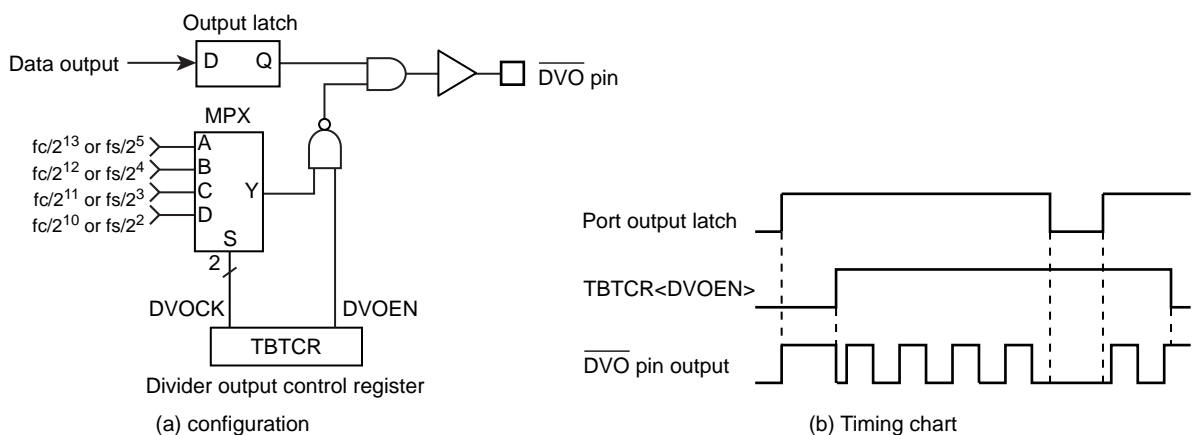 Output latch
Data output
D Q
DVO pin
MPX
fc/2^13 or fs/2^5
A
fc/2^12 or fs/2^4
B
fc/2^11 or fs/2^3
C
Y
fc/2^10 or fs/2^2
D
S
2
DVOCK
DVOEN
TBTCR
Divider output control register
(a) configuration
Port output latch
TBTCR<DVOEN>
DVO pin output
(b) Timing chart